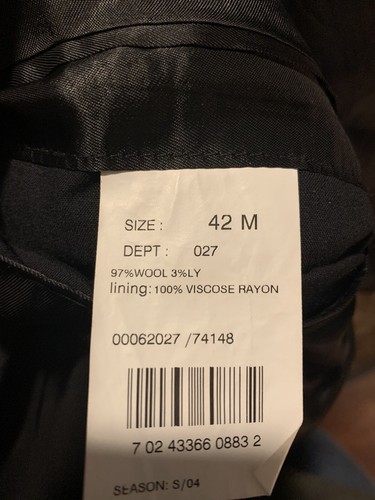 SIZE: 42 M
DEPT: 027
97%WOOL 3%LY
lining: 100% VISCOSE RAYON
00062027 /74148
7 02 43366 0883 2
SEASON: S/04